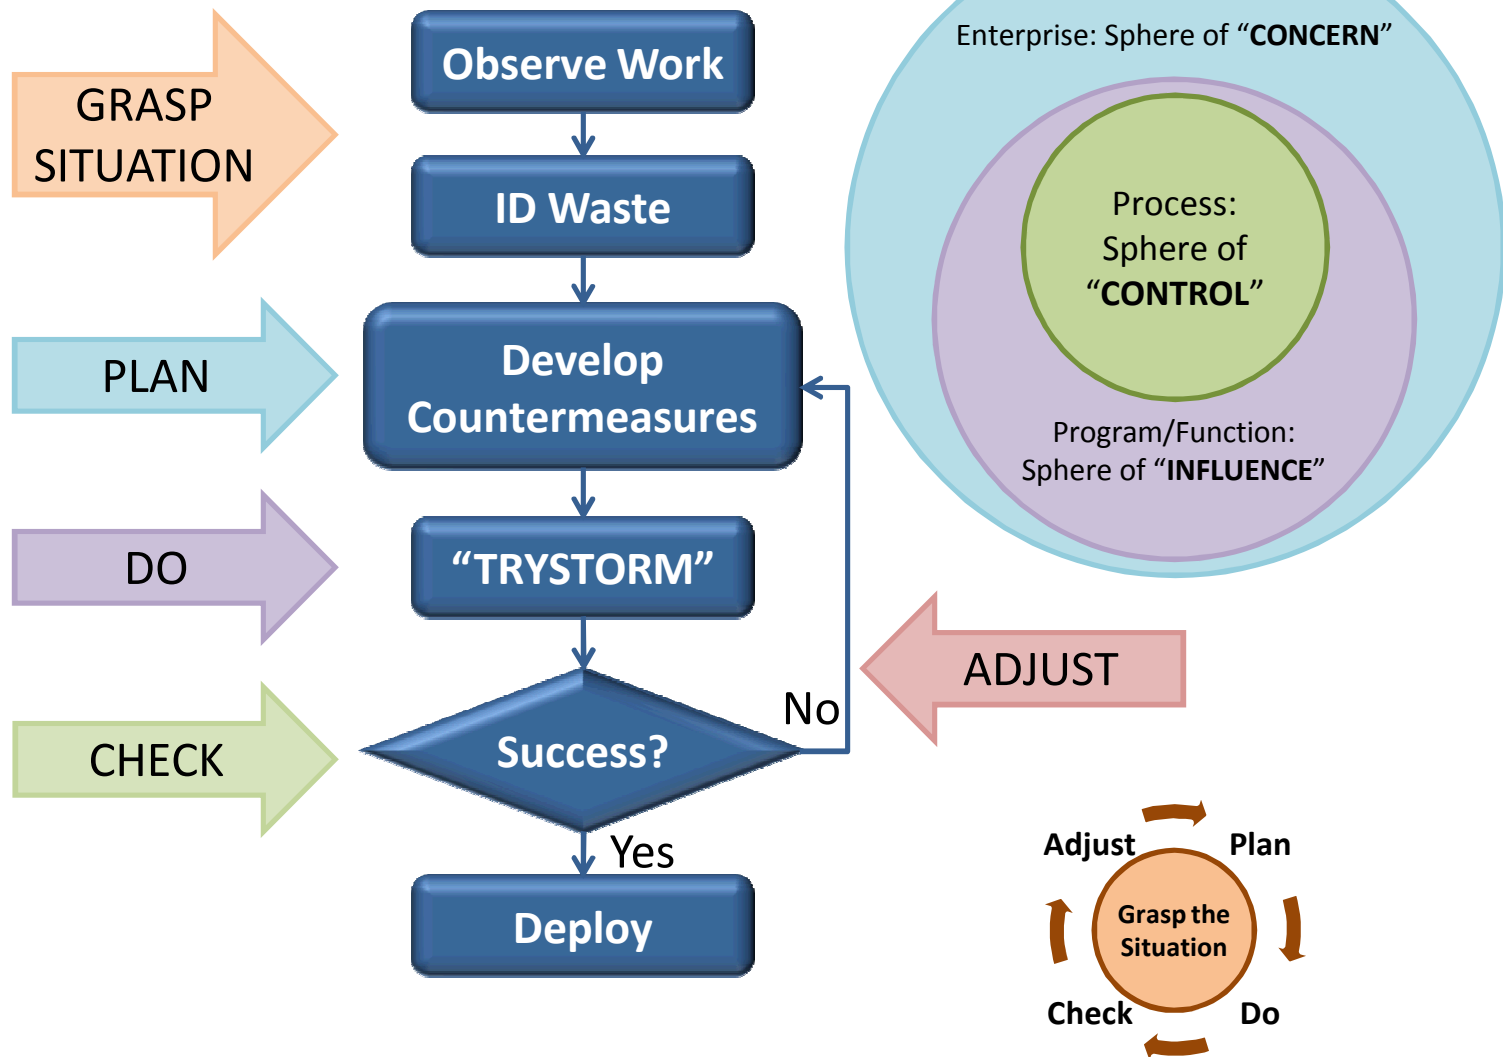 GRASP
SITUATION
Observe Work
ID Waste
PLAN
Develop
Countermeasures
DO
“TRYSTORM”
CHECK
Success?
No
Yes
Deploy
ADJUST
Enterprise: Sphere of “CONCERN”
Process:
Sphere of
“CONTROL”
Program/Function:
Sphere of “INFLUENCE”
Adjust
Plan
Grasp the
Situation
Check
Do